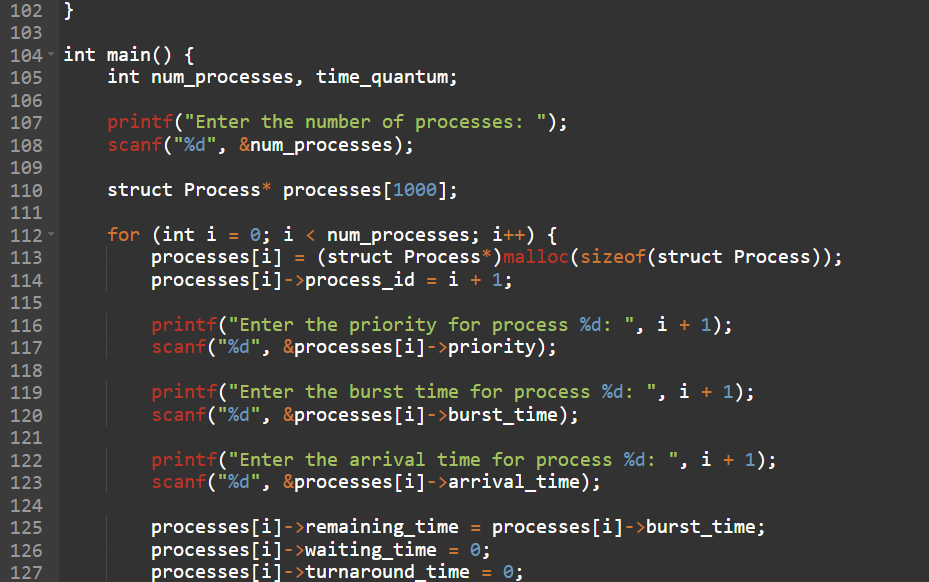 102 }
103
104 int main() {
105     int num_processes, time_quantum;
106
107     printf("Enter the number of processes: ");
108     scanf("%d", &num_processes);
109
110     struct Process* processes[1000];
111
112     for (int i = 0; i < num_processes; i++) {
113         processes[i] = (struct Process*)malloc(sizeof(struct Process));
114         processes[i]->process_id = i + 1;
115
116         printf("Enter the priority for process %d: ", i + 1);
117         scanf("%d", &processes[i]->priority);
118
119         printf("Enter the burst time for process %d: ", i + 1);
120         scanf("%d", &processes[i]->burst_time);
121
122         printf("Enter the arrival time for process %d: ", i + 1);
123         scanf("%d", &processes[i]->arrival_time);
124
125         processes[i]->remaining_time = processes[i]->burst_time;
126         processes[i]->waiting_time = 0;
127         processes[i]->turnaround_time = 0;